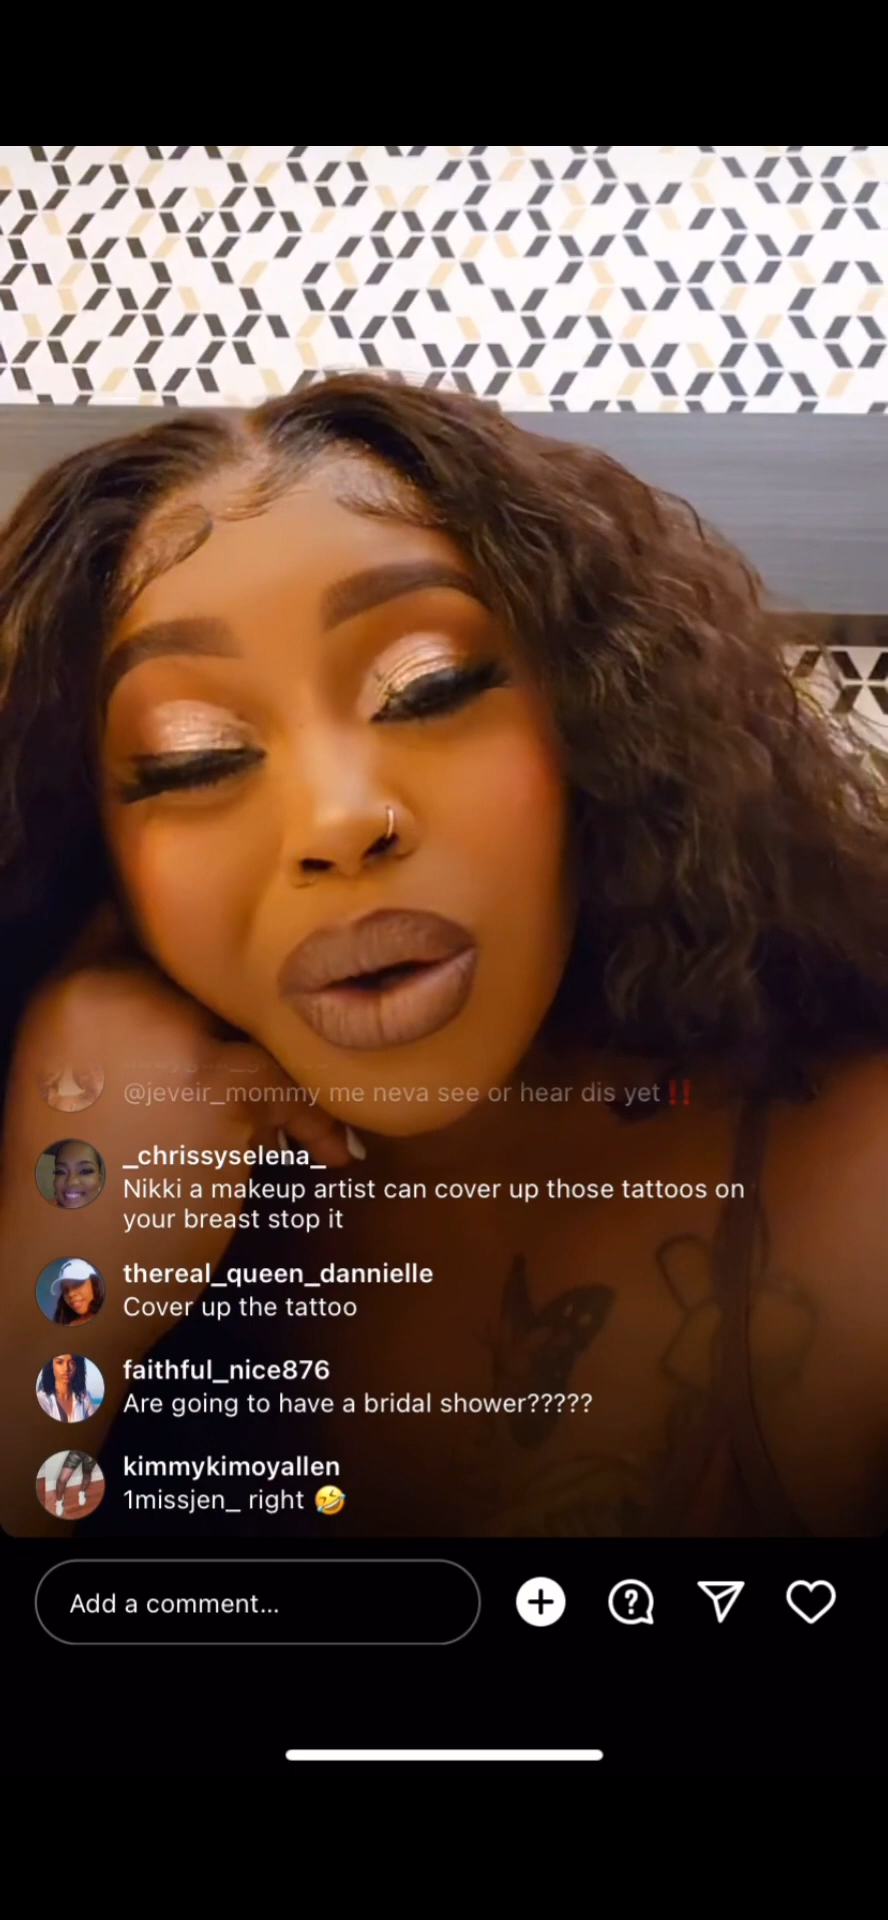 @jeveir_mommy me neva see or hear dis yet ‼️
_chrissyselena_
Nikki a makeup artist can cover up those tattoos on
your breast stop it
thereal_queen_dannielle
Cover up the tattoo
faithful_nice876
Are going to have a bridal shower?????
kimmykimoyallen
1missjen_ right 🤣
Add a comment...